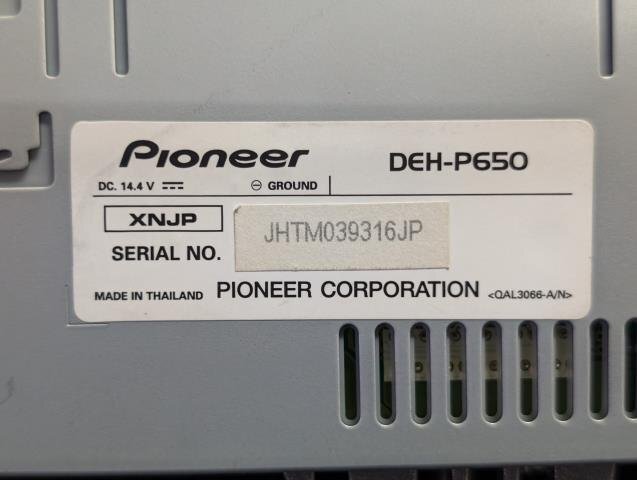 Pioneer DEH-P650
DC. 14.4 V ⎓ ⊖ GROUND
XNJP
SERIAL NO. JHTM039316JP
MADE IN THAILAND PIONEER CORPORATION <QAL3066-A/N>